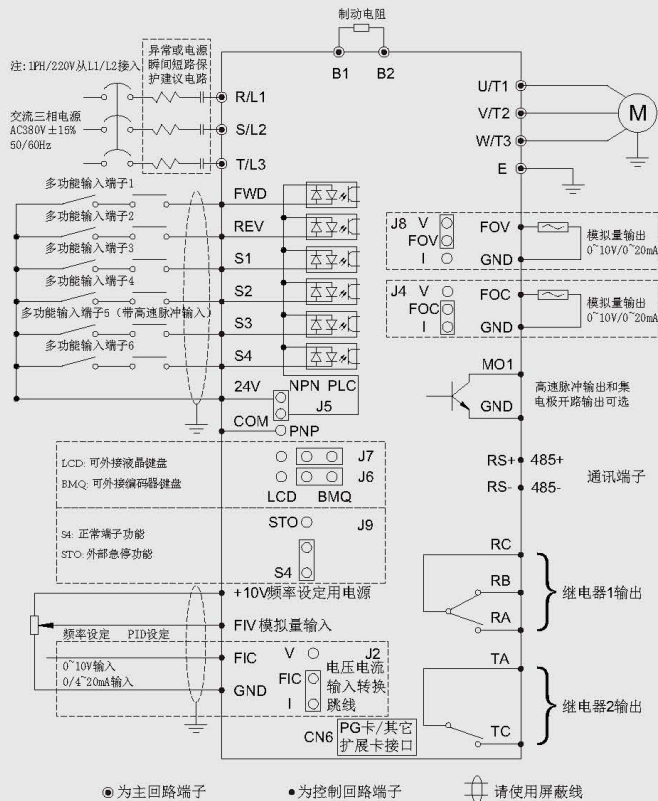 制动电阻
B1 B2
注:1PH/220V从L1/L2接入
异常或电源
瞬间短路保
护建议电路
R/L1
交流三相电源
AC380V±15%
50/60Hz
S/L2
T/L3
U/T1
V/T2
W/T3
M
E
多功能输入端子1
FWD
多功能输入端子2
REV
多功能输入端子3
S1
多功能输入端子4
S2
多功能输入端子5（带高速脉冲输入）
S3
多功能输入端子6
S4
24V
NPN PLC
J5
COM
PNP
J8 V
FOV
I
FOV
GND
模拟量输出
0~10V/0~20mA
J4 V
FOC
I
FOC
GND
模拟量输出
0~10V/0~20mA
MO1
GND
高速脉冲输出和集
电极开路输出可选
LCD: 可外接液晶键盘
BMQ: 可外接编码器键盘
J7
J6
LCD BMQ
RS+ 485+
RS- 485-
通讯端子
S4: 正常端子功能
STO: 外部急停功能
STO
J9
S4
RC
RB
RA
继电器1输出
+10V频率设定用电源
FIV模拟量输入
频率设定 PID设定
FIC
0~10V输入
0/4~20mA输入
GND
V
J2
FIC
I
电压电流
输入转换
跳线
TA
TC
继电器2输出
CN6
PG卡/其它
扩展卡接口
为主回路端子
为控制回路端子
请使用屏蔽线